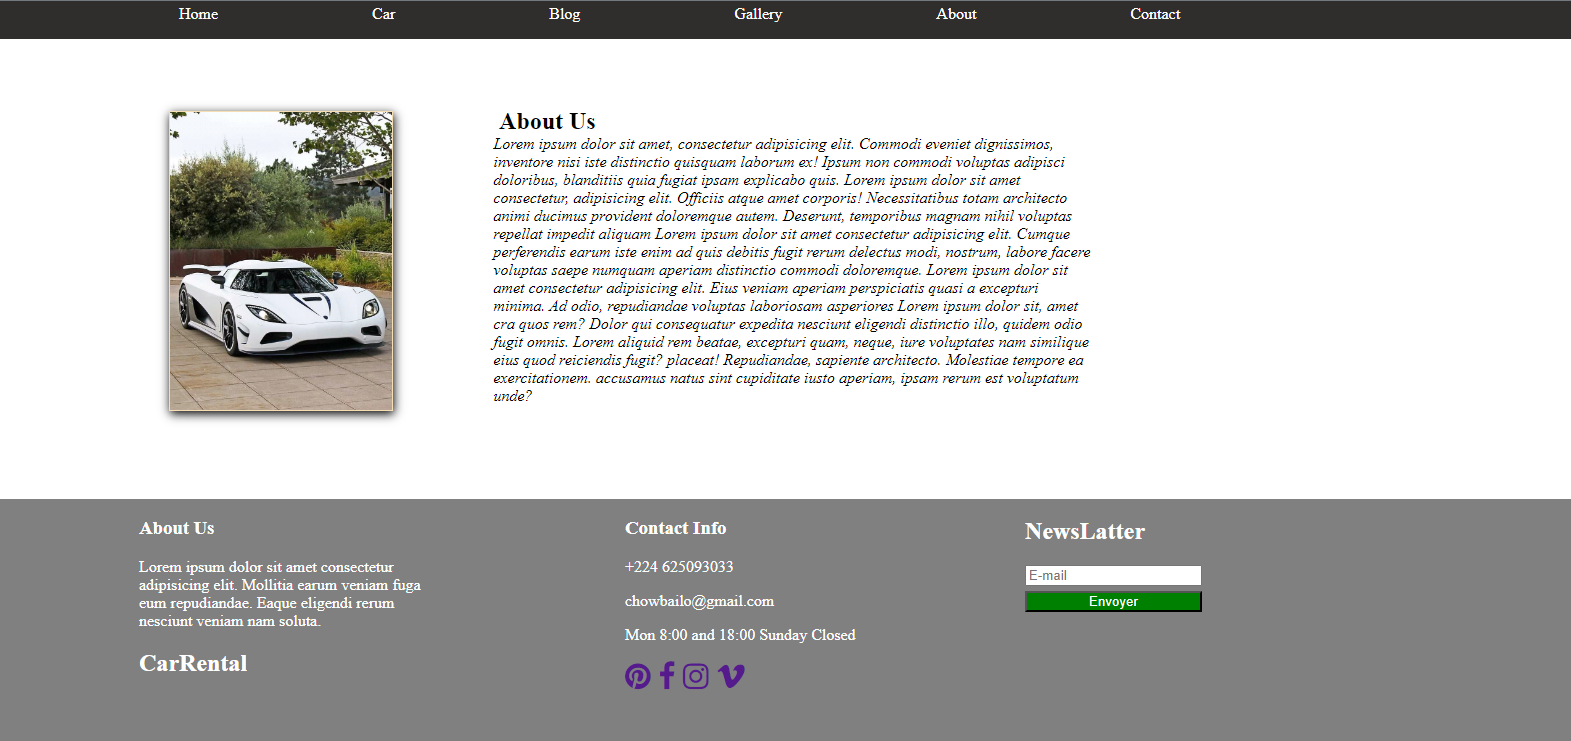 Home Car Blog Gallery About Contact
About Us
Lorem ipsum dolor sit amet, consectetur adipisicing elit. Commodi eveniet dignissimos,
inventore nisi iste distinctio quisquam laborum ex! Ipsum non commodi voluptas adipisci
doloribus, blanditiis quia fugiat ipsam explicabo quis. Lorem ipsum dolor sit amet
consectetur, adipisicing elit. Officiis atque amet corporis! Necessitatibus totam architecto
animi ducimus provident doloremque autem. Deserunt, temporibus magnam nihil voluptas
repellat impedit aliquam Lorem ipsum dolor sit amet consectetur adipisicing elit. Cumque
perferendis earum iste enim ad quis debitis fugit rerum delectus modi, nostrum, labore facere
voluptas saepe numquam aperiam distinctio commodi doloremque. Lorem ipsum dolor sit
amet consectetur adipisicing elit. Eius veniam aperiam perspiciatis quasi a excepturi
minima. Ad odio, repudiandae voluptas laboriosam asperiores Lorem ipsum dolor sit, amet
cra quos rem? Dolor qui consequatur expedita nesciunt eligendi distinctio illo, quidem odio
fugit omnis. Lorem aliquid rem beatae, excepturi quam, neque, iure voluptates nam similique
eius quod reiciendis fugit? placeat! Repudiandae, sapiente architecto. Molestiae tempore ea
exercitationem. accusamus natus sint cupiditate iusto aperiam, ipsam rerum est voluptatum
unde?
About Us
Lorem ipsum dolor sit amet consectetur
adipisicing elit. Mollitia earum veniam fuga
eum repudiandae. Eaque eligendi rerum
nesciunt veniam nam soluta.
CarRental
Contact Info
+224 625093033
chowbailo@gmail.com
Mon 8:00 and 18:00 Sunday Closed
NewsLatter
E-mail
Envoyer